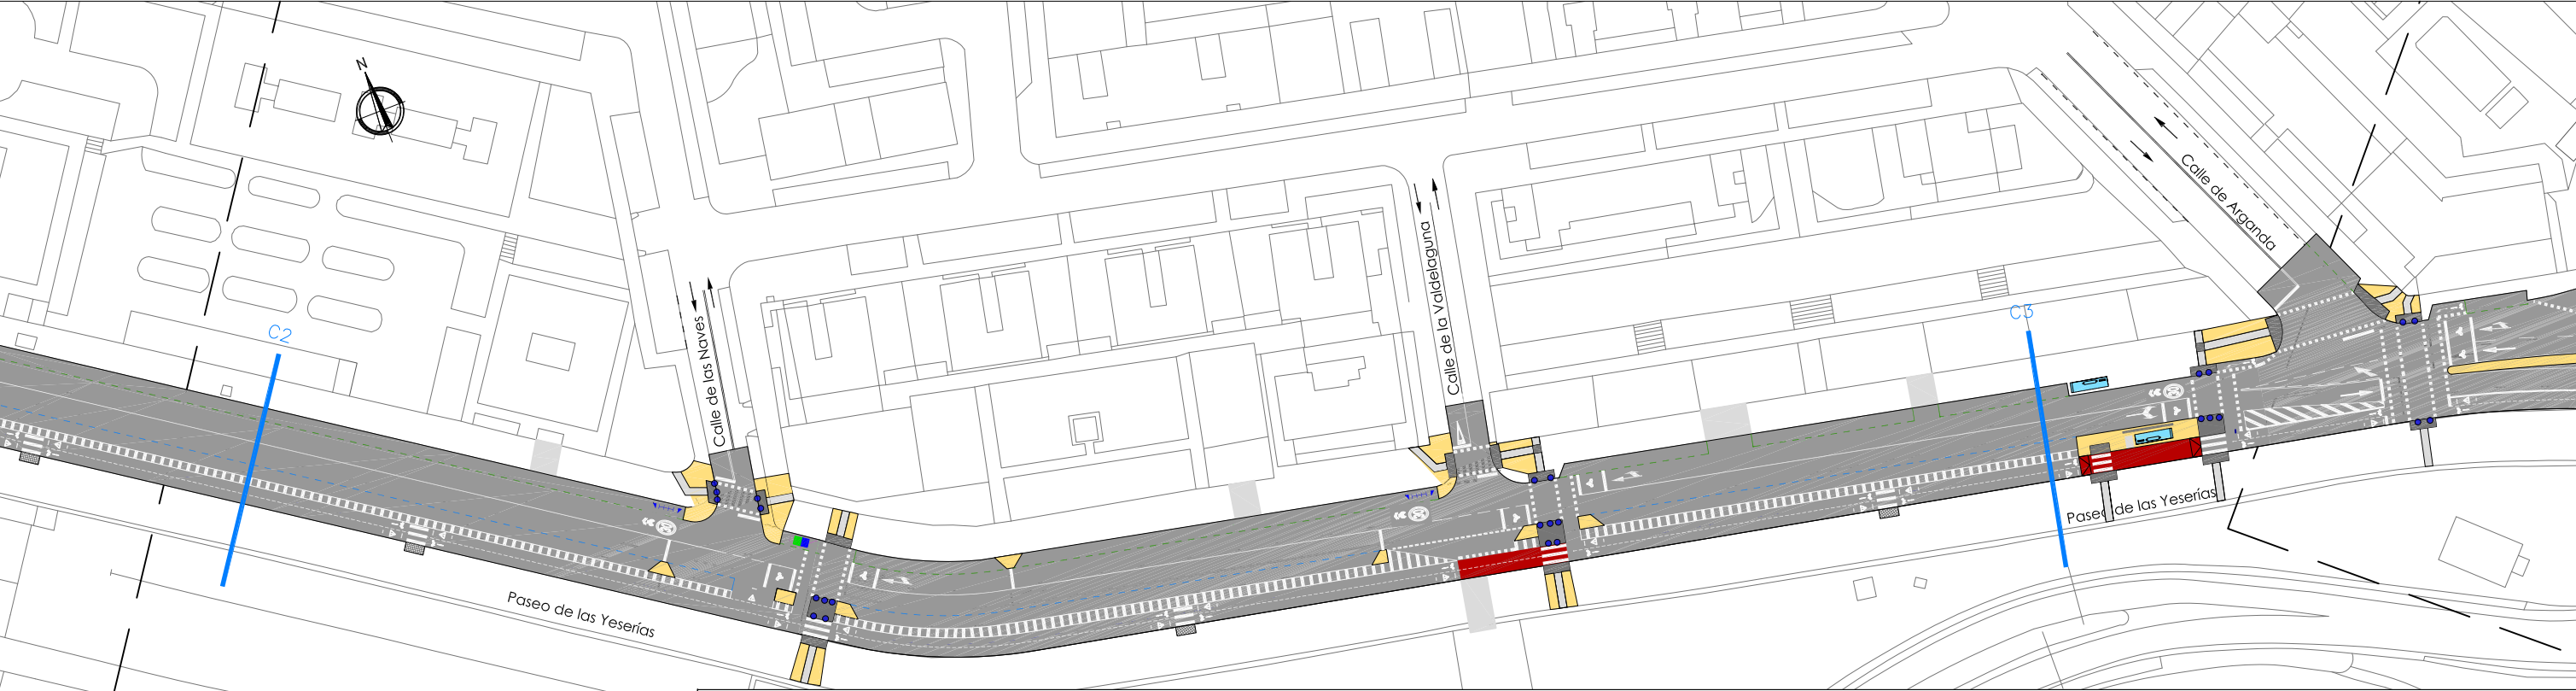 N
C2
Calle de las Naves
Paseo de las Yeserías
Calle de la Valdelaguna
C3
Calle de Arganda
Paseo de las Yeserías